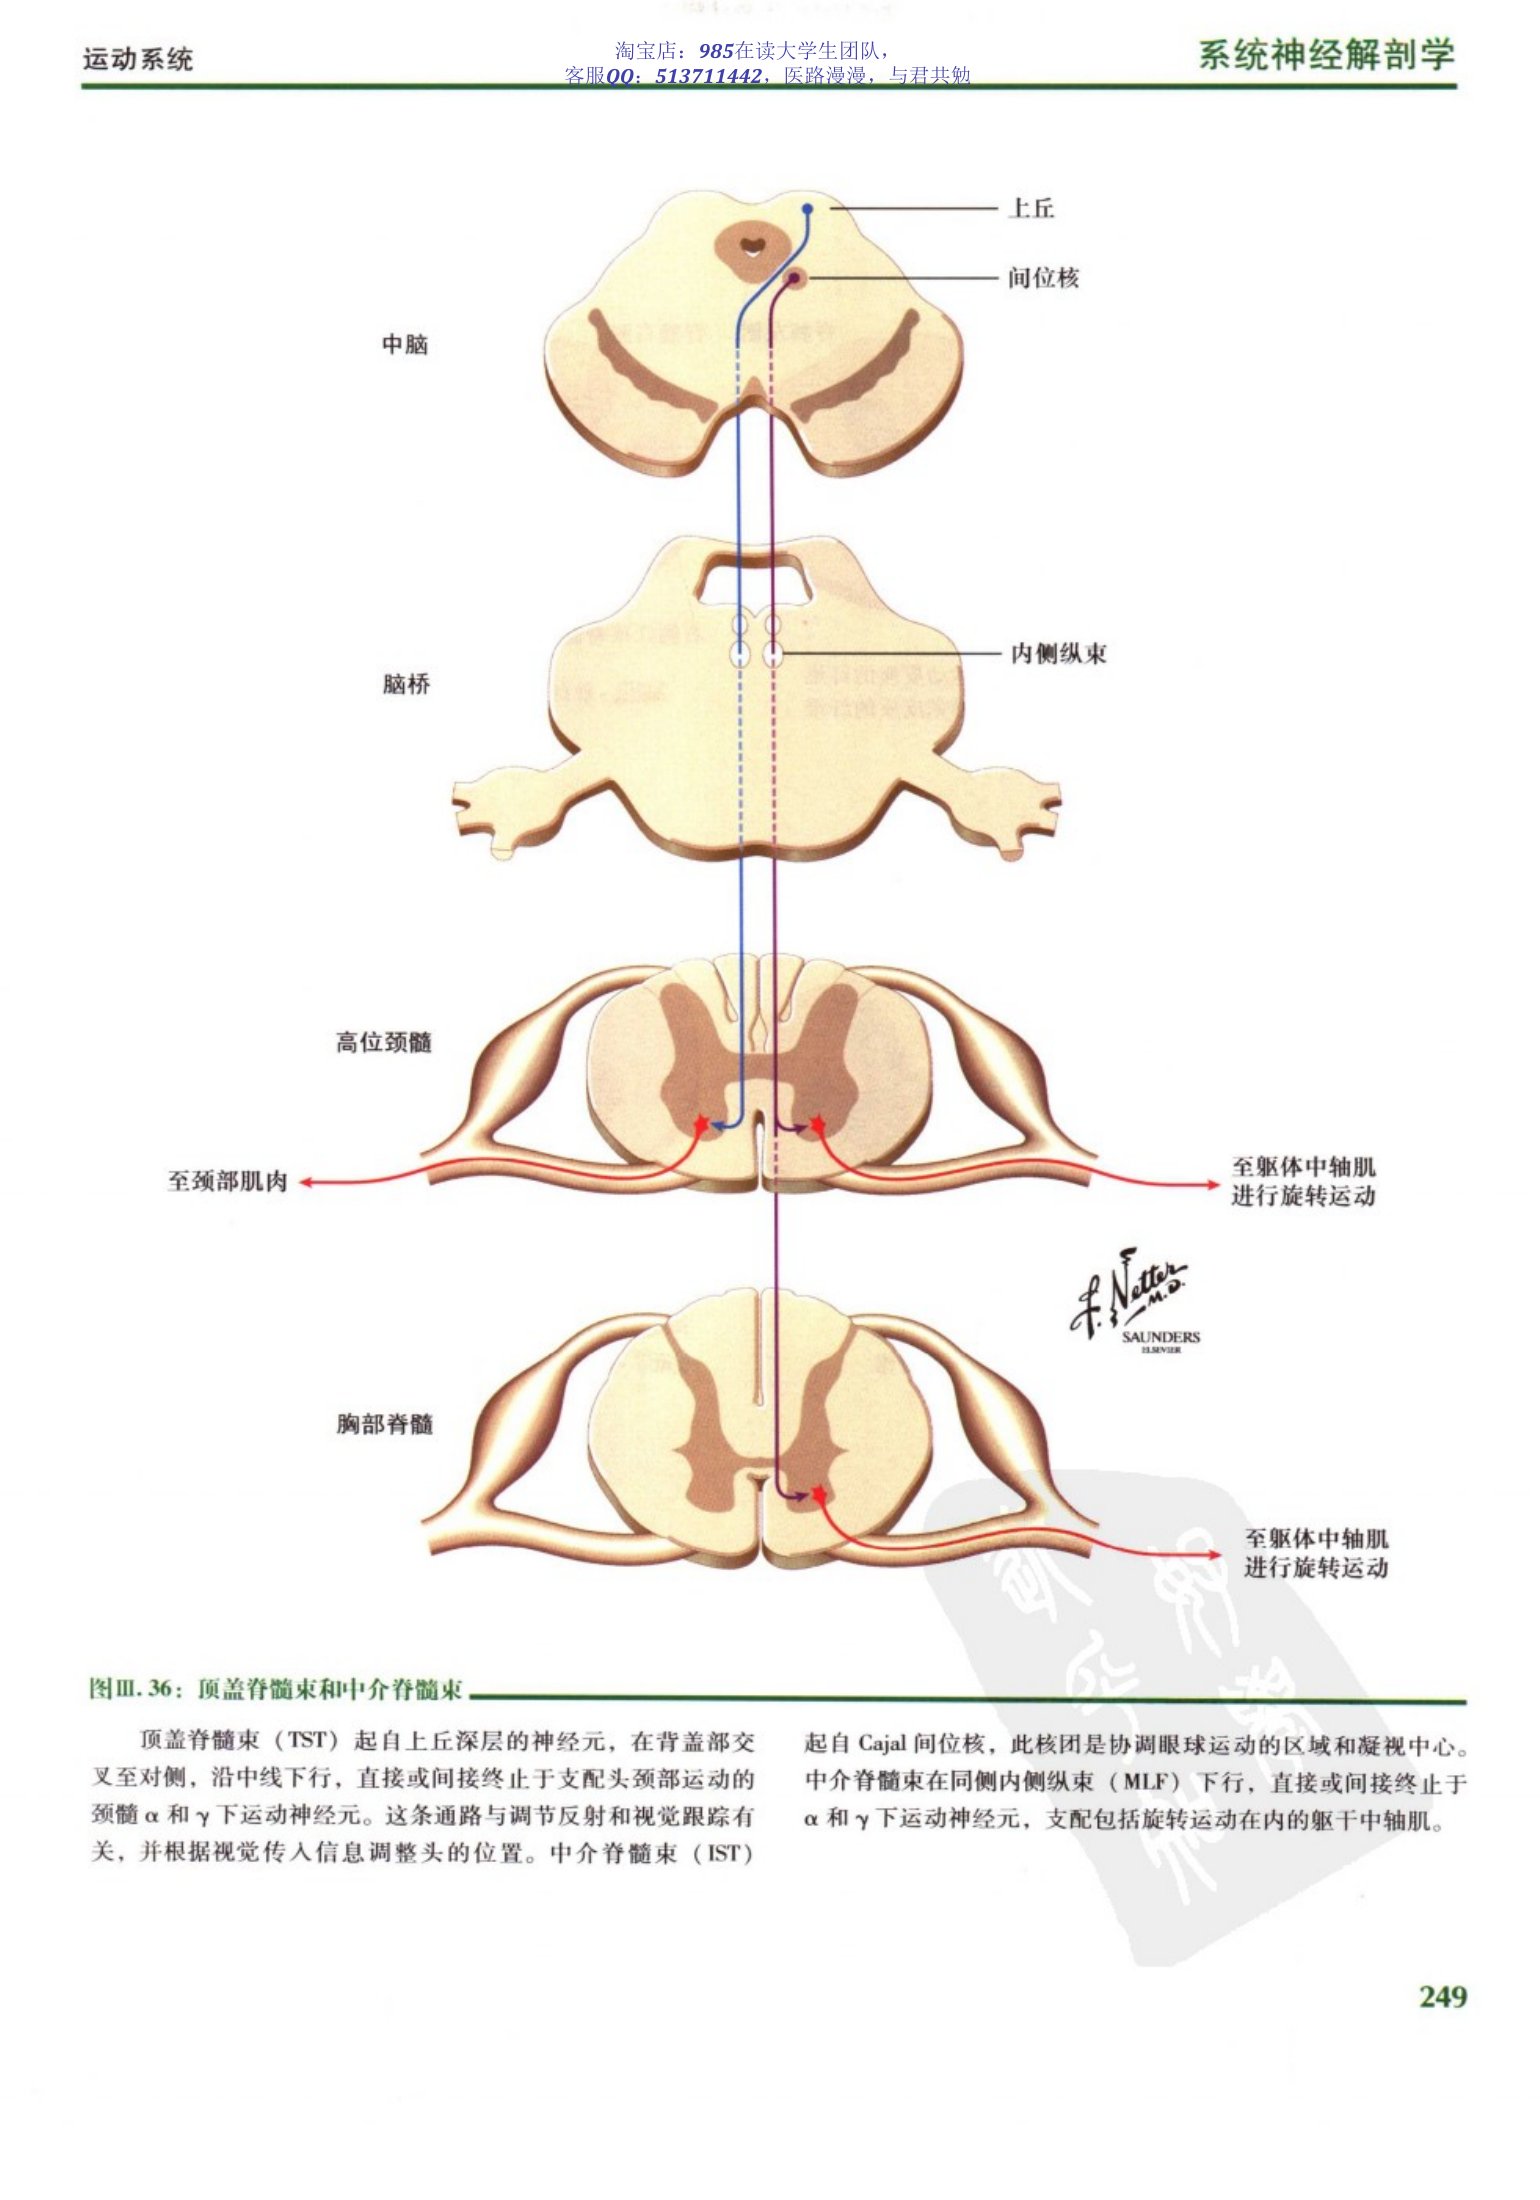 运动系统
淘宝店：985在读大学生团队，
客服QQ：513711442，医路漫漫，与君共勉
系统神经解剖学
上丘
间位核
中脑
内侧纵束
脑桥
高位颈髓
至颈部肌肉
至躯体中轴肌
进行旋转运动
F. Netter
M.D.
SAUNDERS
ELSEVIER
胸部脊髓
至躯体中轴肌
进行旋转运动
图Ⅲ. 36：顶盖脊髓束和中介脊髓束
顶盖脊髓束（TST）起自上丘深层的神经元，在背盖部交
叉至对侧，沿中线下行，直接或间接终止于支配头颈部运动的
颈髓 α 和 γ 下运动神经元。这条通路与调节反射和视觉跟踪有
关，并根据视觉传入信息调整头的位置。中介脊髓束（IST）
起自 Cajal 间位核，此核团是协调眼球运动的区域和凝视中心。
中介脊髓束在同侧内侧纵束（MLF）下行，直接或间接终止于
α 和 γ 下运动神经元，支配包括旋转运动在内的躯干中轴肌。
249